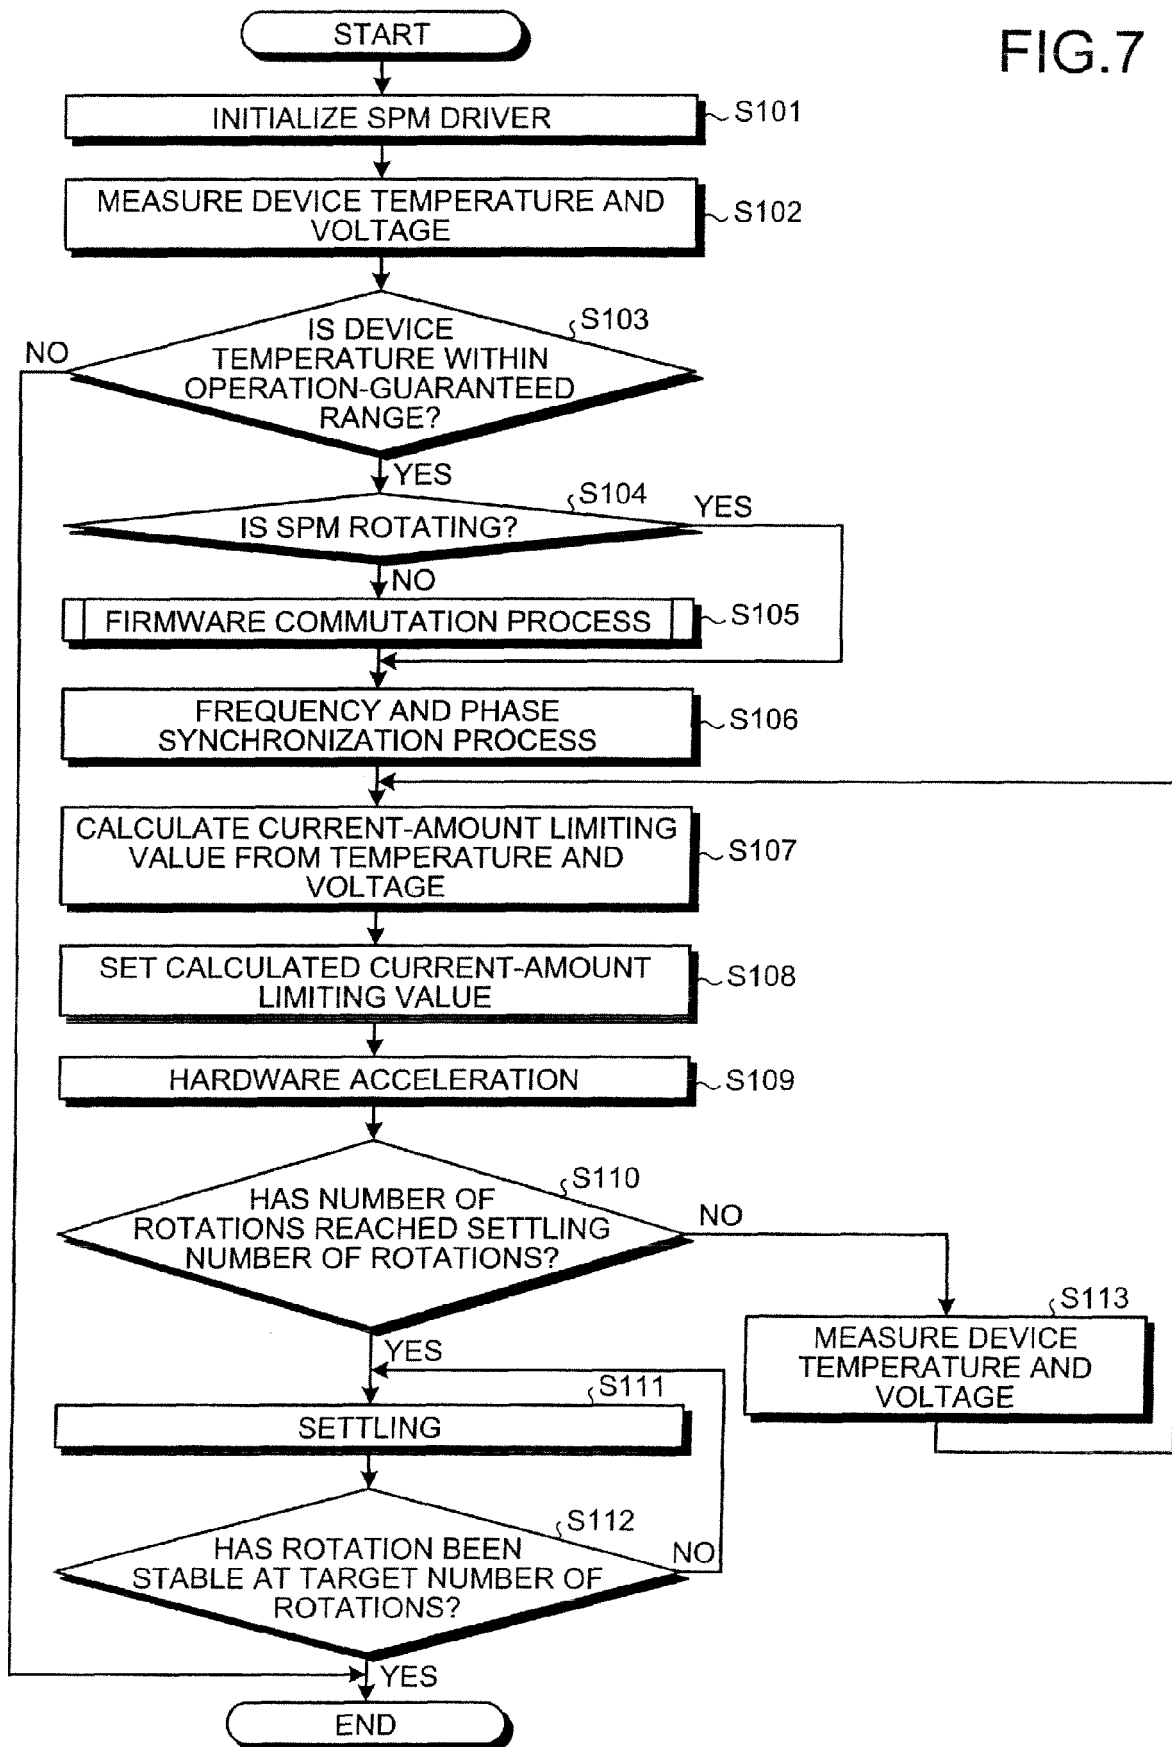 START
FIG.7
INITIALIZE SPM DRIVER
S101
MEASURE DEVICE TEMPERATURE AND
VOLTAGE
S102
IS DEVICE
TEMPERATURE WITHIN
OPERATION-GUARANTEED
RANGE?
S103
NO
YES
IS SPM ROTATING?
S104
YES
NO
FIRMWARE COMMUTATION PROCESS
S105
FREQUENCY AND PHASE
SYNCHRONIZATION PROCESS
S106
CALCULATE CURRENT-AMOUNT LIMITING
VALUE FROM TEMPERATURE AND
VOLTAGE
S107
SET CALCULATED CURRENT-AMOUNT
LIMITING VALUE
S108
HARDWARE ACCELERATION
S109
HAS NUMBER OF
ROTATIONS REACHED SETTLING
NUMBER OF ROTATIONS?
S110
NO
S113
MEASURE DEVICE
TEMPERATURE AND
VOLTAGE
YES
S111
SETTLING
HAS ROTATION BEEN
STABLE AT TARGET NUMBER OF
ROTATIONS?
S112
NO
YES
END